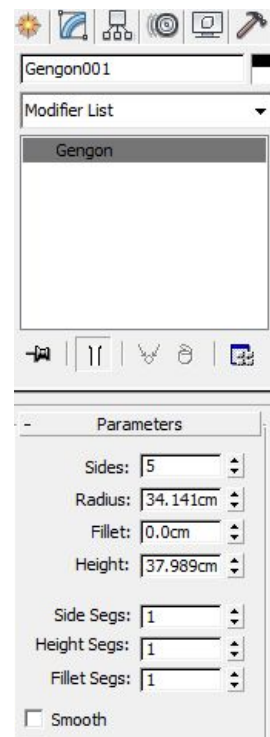 Gengon001
Modifier List
Gengon
- Parameters
Sides: 5
Radius: 34.141cm
Fillet: 0.0cm
Height: 37.989cm
Side Segs: 1
Height Segs: 1
Fillet Segs: 1
Smooth